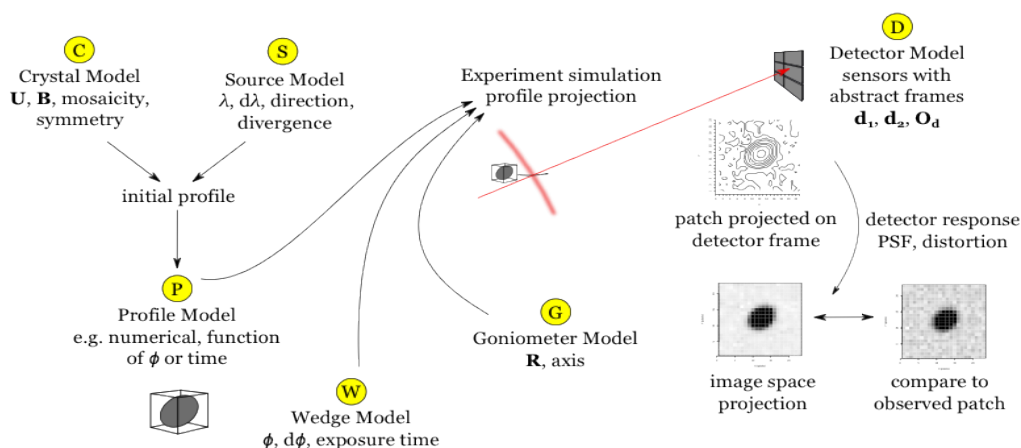 C
Crystal Model
U, B, mosaicity,
symmetry
S
Source Model
λ, dλ, direction,
divergence
initial profile
P
Profile Model
e.g. numerical, function
of ϕ or time
W
Wedge Model
ϕ, dϕ, exposure time
G
Goniometer Model
R, axis
Experiment simulation
profile projection
D
Detector Model
sensors with
abstract frames
d₁, d₂, O_d
patch projected on
detector frame
detector response
PSF, distortion
image space
projection
compare to
observed patch